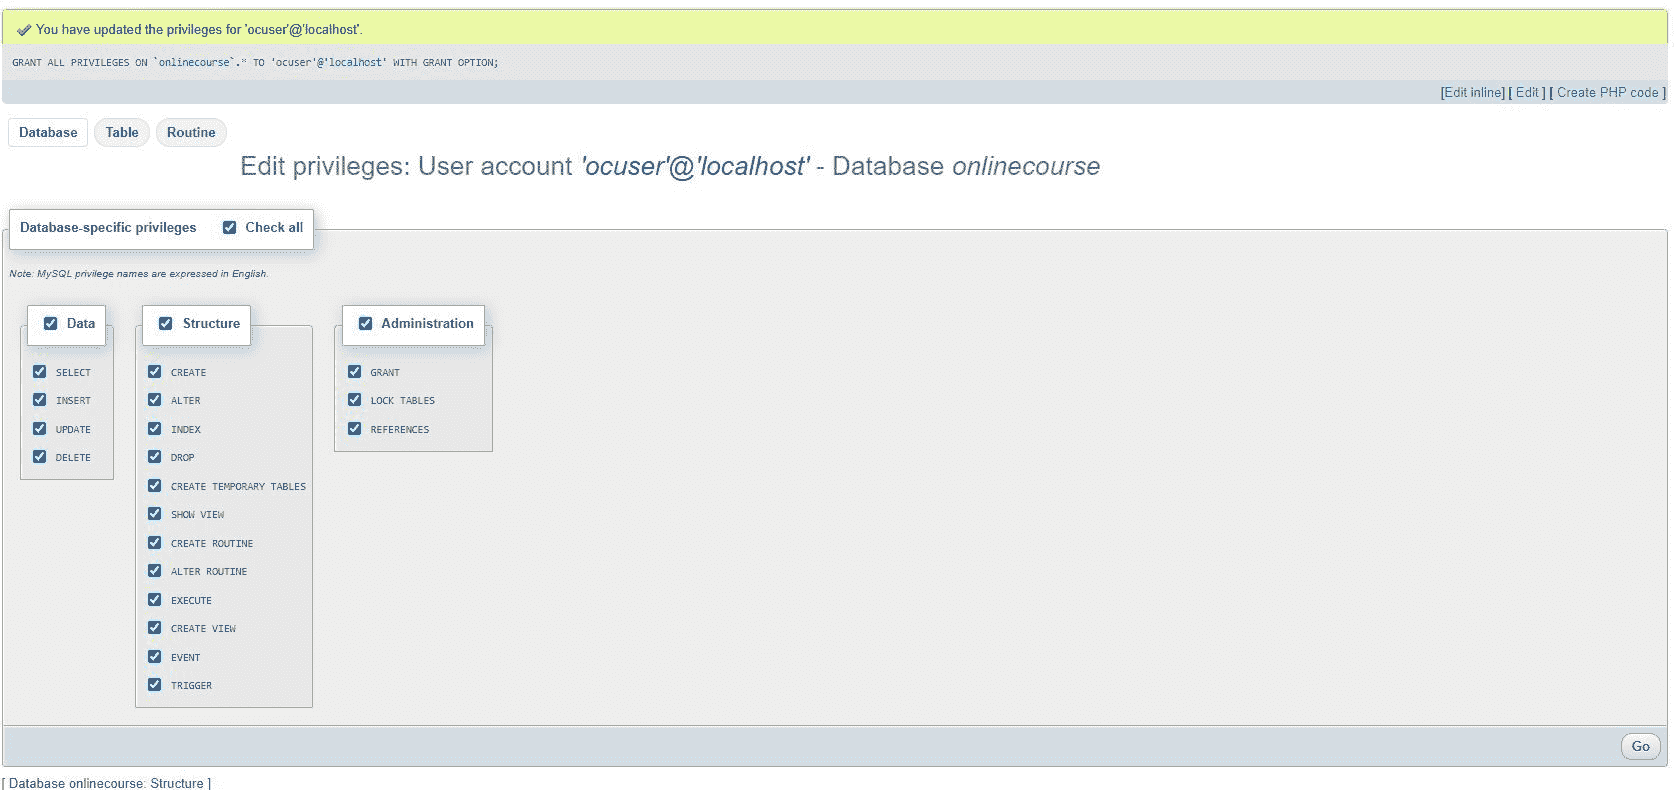 You have updated the privileges for 'ocuser'@'localhost'.
GRANT ALL PRIVILEGES ON `onlinecourse`.* TO 'ocuser'@'localhost' WITH GRANT OPTION;
[Edit inline] [ Edit ] [ Create PHP code ]
Database Table Routine
Edit privileges: User account 'ocuser'@'localhost' - Database onlinecourse
Database-specific privileges Check all
Note: MySQL privilege names are expressed in English.
Data
SELECT
INSERT
UPDATE
DELETE
Structure
CREATE
ALTER
INDEX
DROP
CREATE TEMPORARY TABLES
SHOW VIEW
CREATE ROUTINE
ALTER ROUTINE
EXECUTE
CREATE VIEW
EVENT
TRIGGER
Administration
GRANT
LOCK TABLES
REFERENCES
Go
[ Database onlinecourse: Structure ]